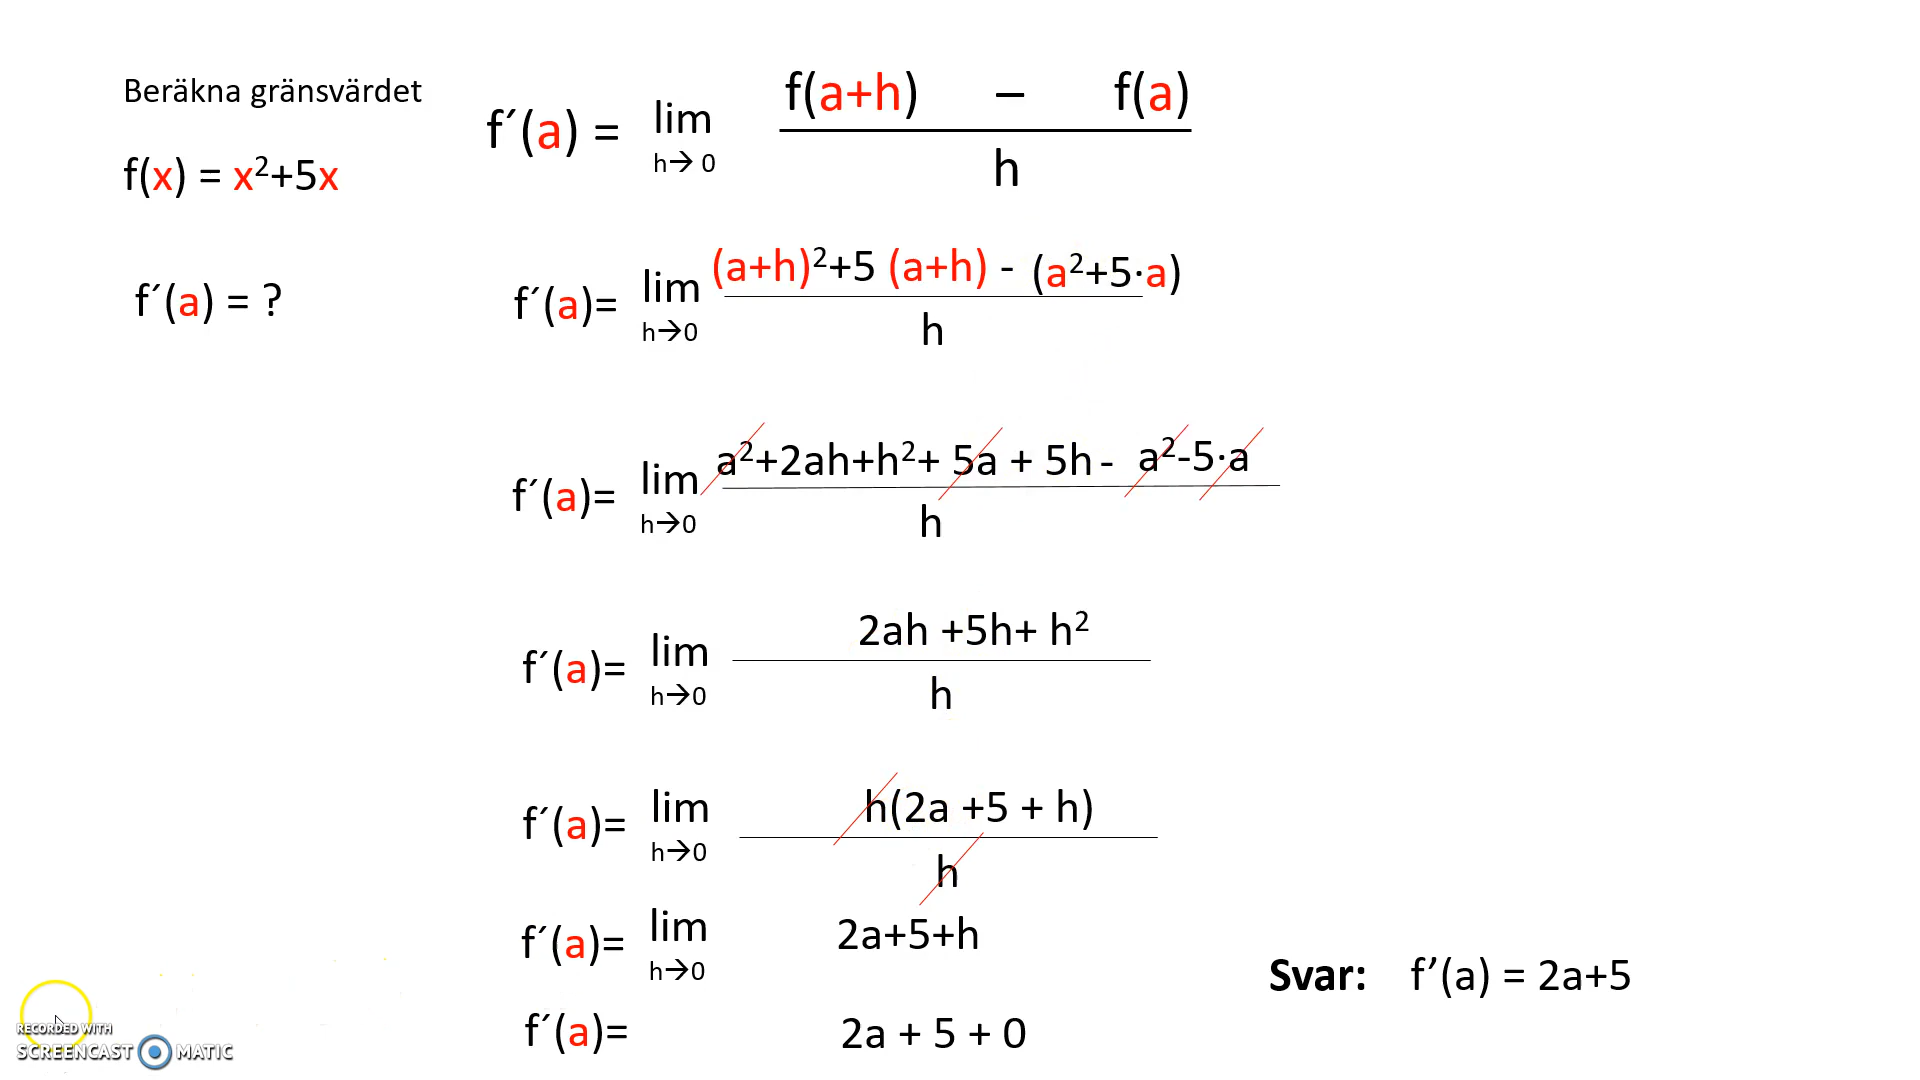 Beräkna gränsvärdet
f(x) = x²+5x
f´(a) = ?
f´(a) = lim h→ 0 f(a+h) – f(a)
h
f´(a)= lim h→0 (a+h)²+5 (a+h) - (a²+5·a)
h
f´(a)= lim h→0 a²+2ah+h²+ 5a + 5h - a²-5·a
h
f´(a)= lim h→0 2ah +5h+ h²
h
f´(a)= lim h→0 h(2a +5 + h)
h
f´(a)= lim h→0 2a+5+h
f´(a)= 2a + 5 + 0
Svar: f’(a) = 2a+5
RECORDED WITH
SCREENCAST MATIC